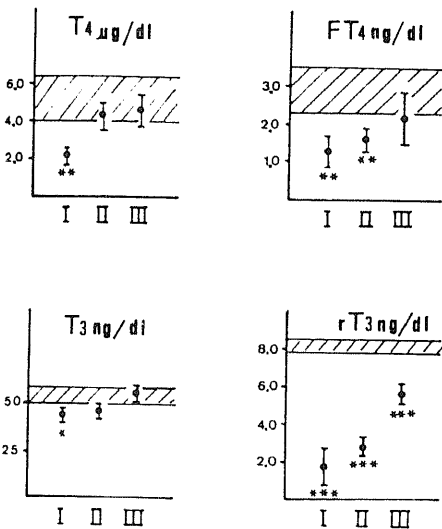 T4 µg/dl
6,0
4,0
2,0
**
I II III
FT4 ng/dl
3,0
2,0
1,0
**
**
I II III
T3 ng/dl
50
25
*
I II III
rT3 ng/dl
8,0
6,0
4,0
2,0
***
***
***
I II III